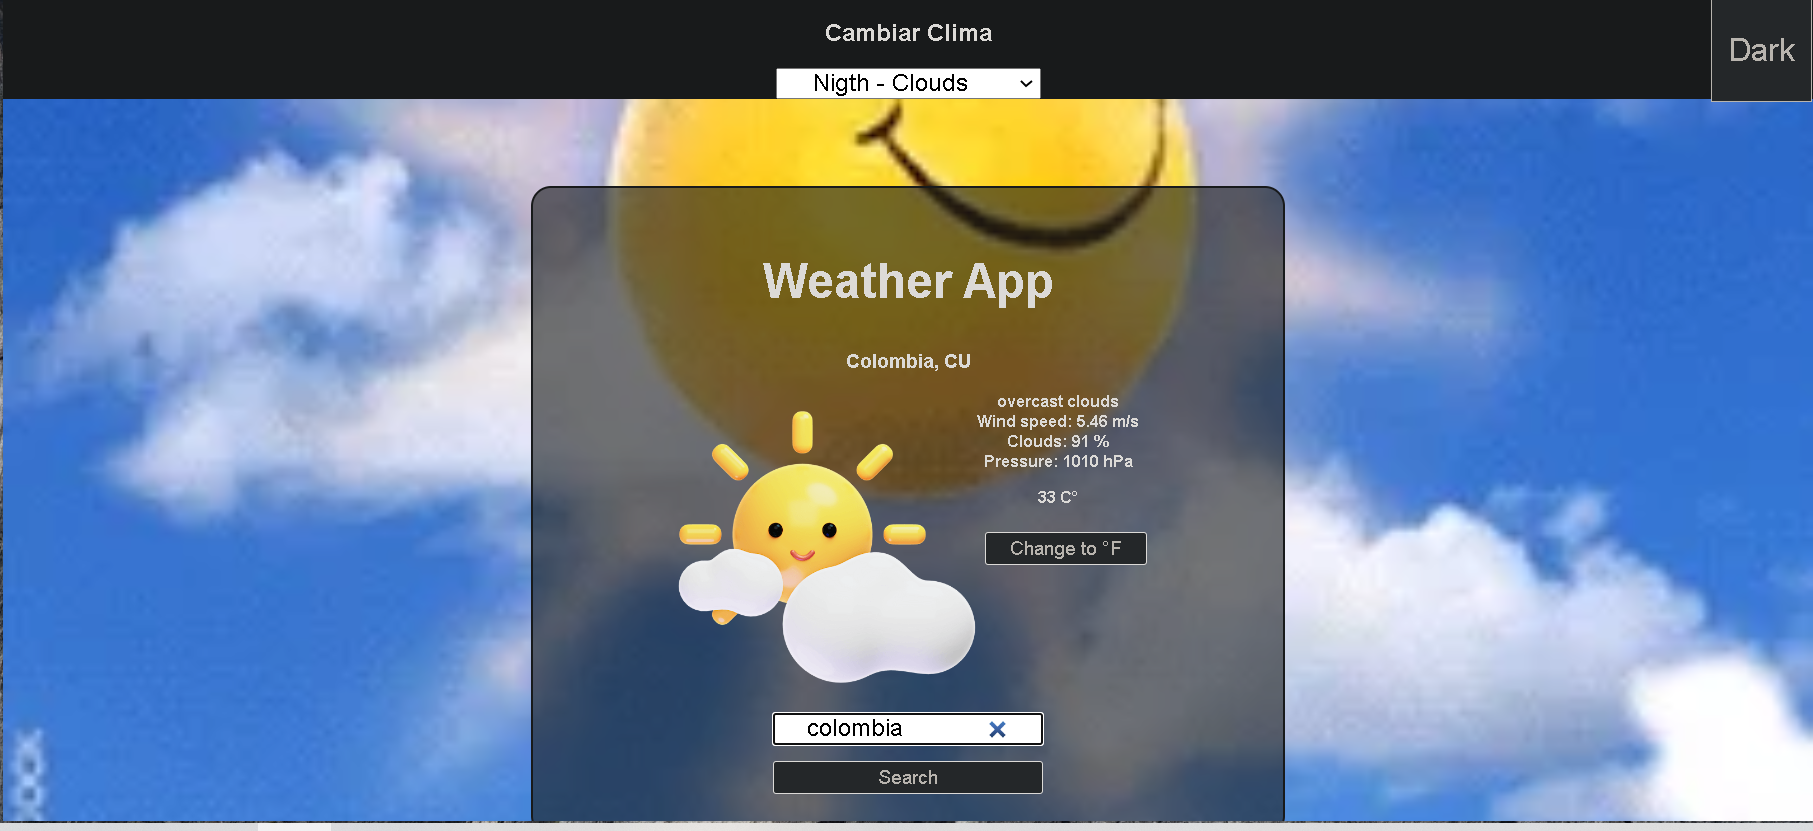 Cambiar Clima
Nigth - Clouds
Dark
Weather App
Colombia, CU
overcast clouds
Wind speed: 5.46 m/s
Clouds: 91 %
Pressure: 1010 hPa
33 C°
Change to °F
colombia
Search